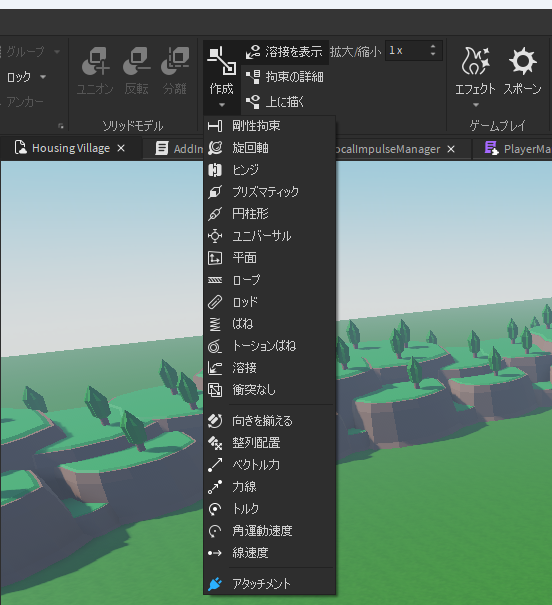 グループ
ロック
アンカー
ユニオン
反転
分離
ソリッドモデル
作成
溶接を表示
拡大/縮小
1x
拘束の詳細
上に描く
エフェクト
スポーン
ゲームプレイ
Housing Village
AddIm
ocalImpulseManager
PlayerMa
剛性拘束
旋回軸
ヒンジ
プリズマティック
円柱形
ユニバーサル
平面
ロープ
ロッド
ばね
トーションばね
溶接
衝突なし
向きを揃える
整列配置
ベクトル力
力線
トルク
角運動速度
線速度
アタッチメント